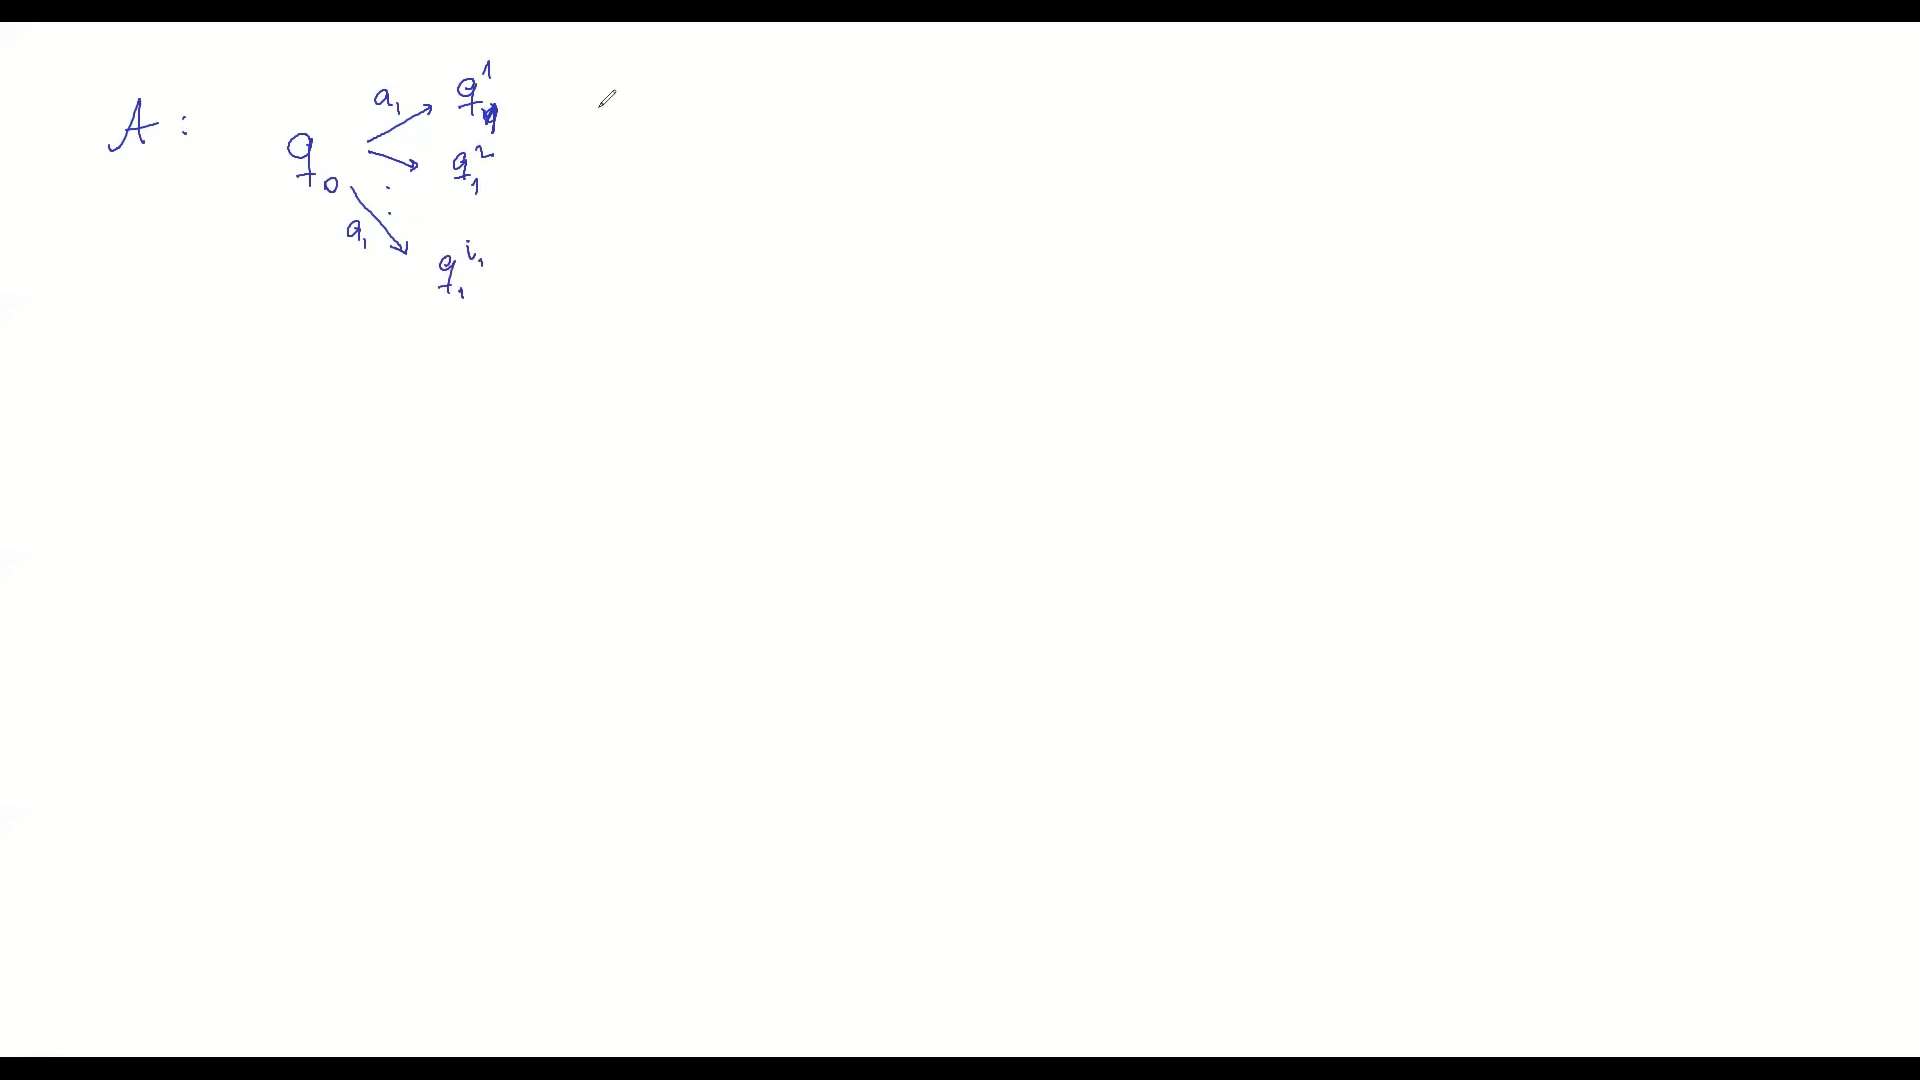 a₁ q₁¹
A :
q₀ q₁²
:
a₁
q₁^{i₁}